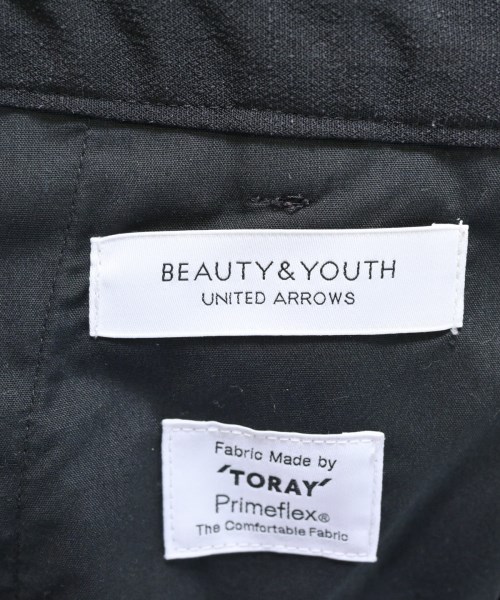 BEAUTY&YOUTH
UNITED ARROWS
Fabric Made by
'TORAY'
Primeflex®
The Comfortable Fabric